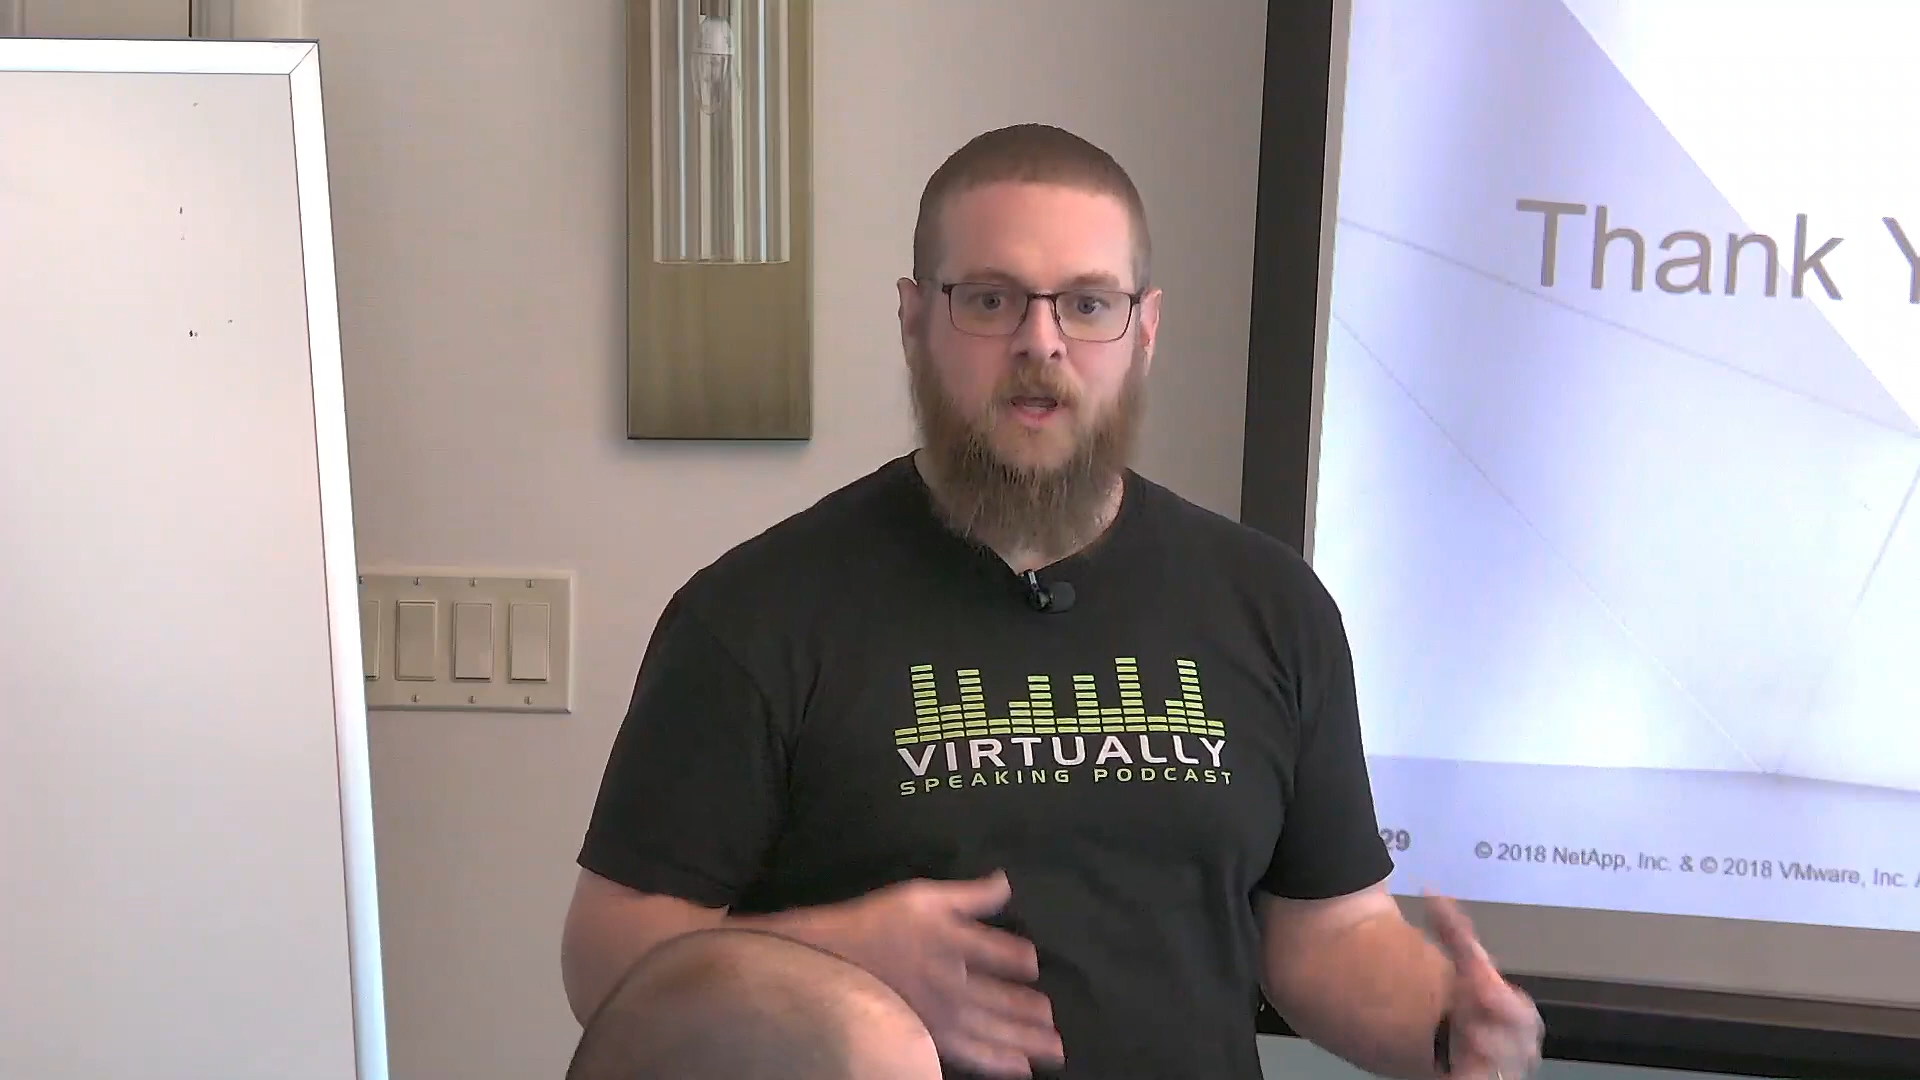 Thank
VIRTUALLY
SPEAKING PODCAST
29
© 2018 NetApp, Inc. & © 2018 VMware, Inc.